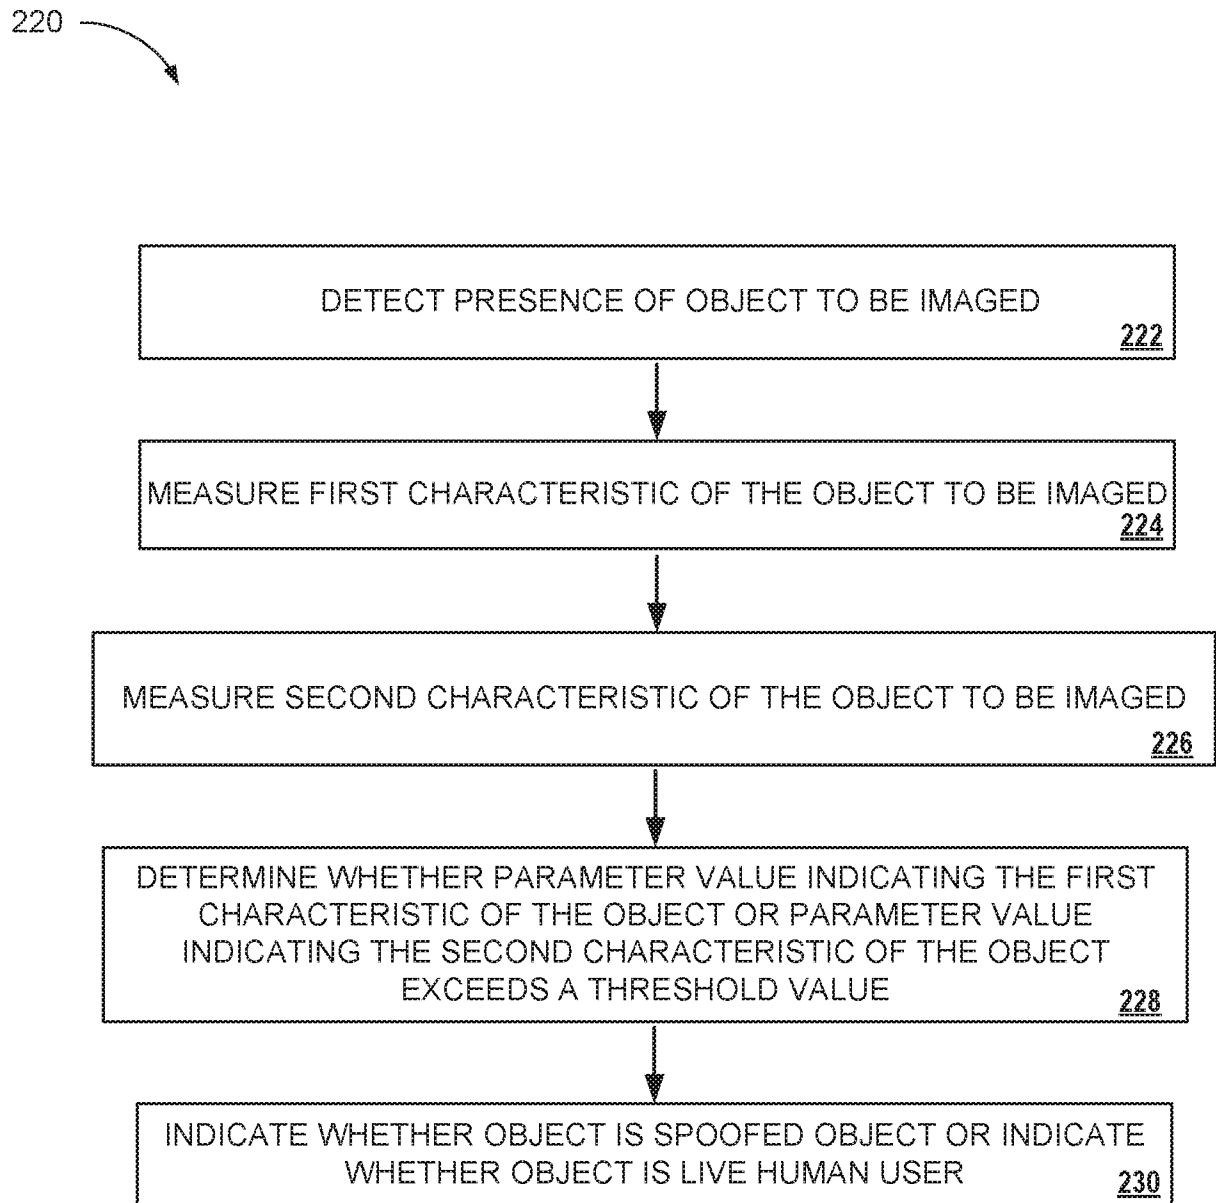 220
DETECT PRESENCE OF OBJECT TO BE IMAGED
222
MEASURE FIRST CHARACTERISTIC OF THE OBJECT TO BE IMAGED
224
MEASURE SECOND CHARACTERISTIC OF THE OBJECT TO BE IMAGED
226
DETERMINE WHETHER PARAMETER VALUE INDICATING THE FIRST
CHARACTERISTIC OF THE OBJECT OR PARAMETER VALUE
INDICATING THE SECOND CHARACTERISTIC OF THE OBJECT
EXCEEDS A THRESHOLD VALUE
228
INDICATE WHETHER OBJECT IS SPOOFED OBJECT OR INDICATE
WHETHER OBJECT IS LIVE HUMAN USER
230